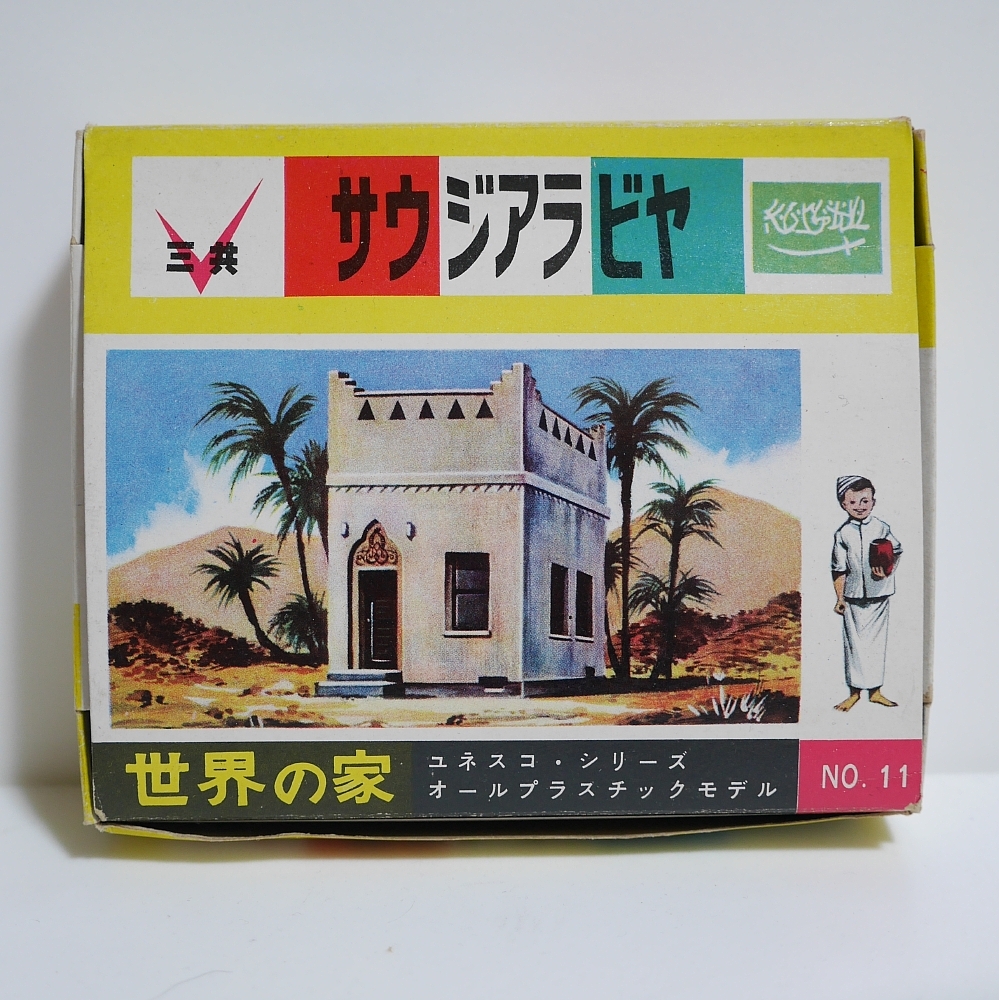 三共
サウジアラビヤ
世界の家
ユネスコ・シリーズ
オールプラスチックモデル
NO. 11